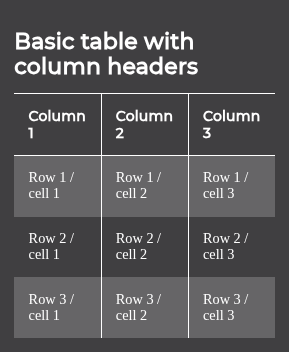 Basic table with
column headers
Column
1
Column
2
Column
3
Row 1 /
cell 1
Row 1 /
cell 2
Row 1 /
cell 3
Row 2 /
cell 1
Row 2 /
cell 2
Row 2 /
cell 3
Row 3 /
cell 1
Row 3 /
cell 2
Row 3 /
cell 3